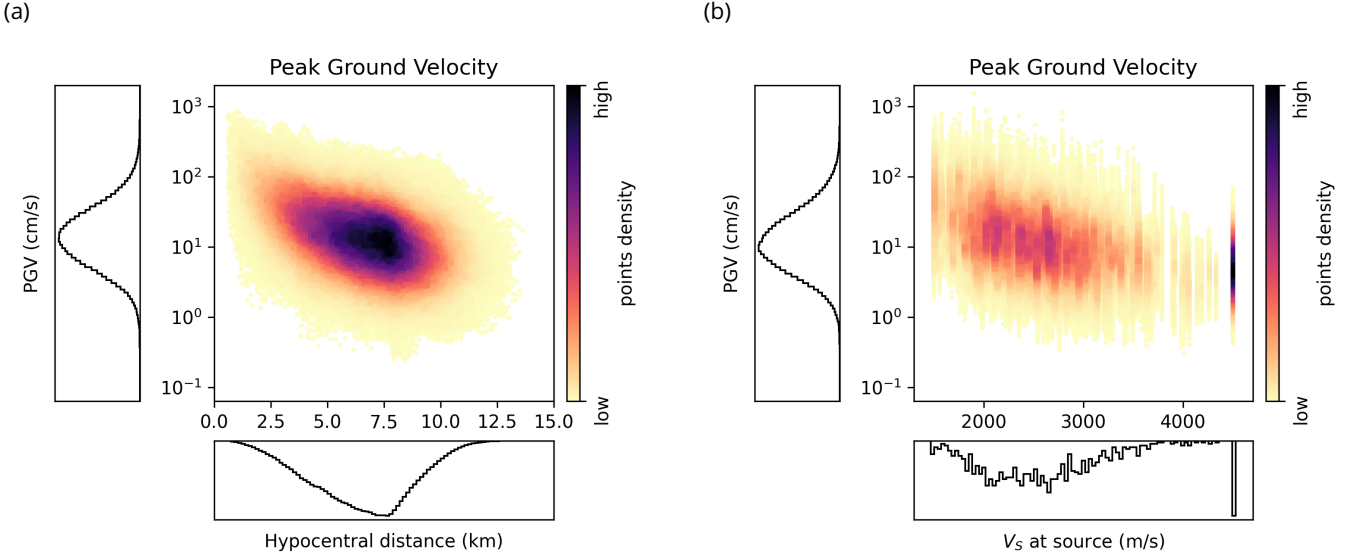 (a)
Peak Ground Velocity
PGV (cm/s)
10³
10²
10¹
10⁰
10⁻¹
0.0 2.5 5.0 7.5 10.0 12.5 15.0
high
points density
low
Hypocentral distance (km)
(b)
Peak Ground Velocity
PGV (cm/s)
10³
10²
10¹
10⁰
10⁻¹
2000 3000 4000
high
points density
low
V_S at source (m/s)